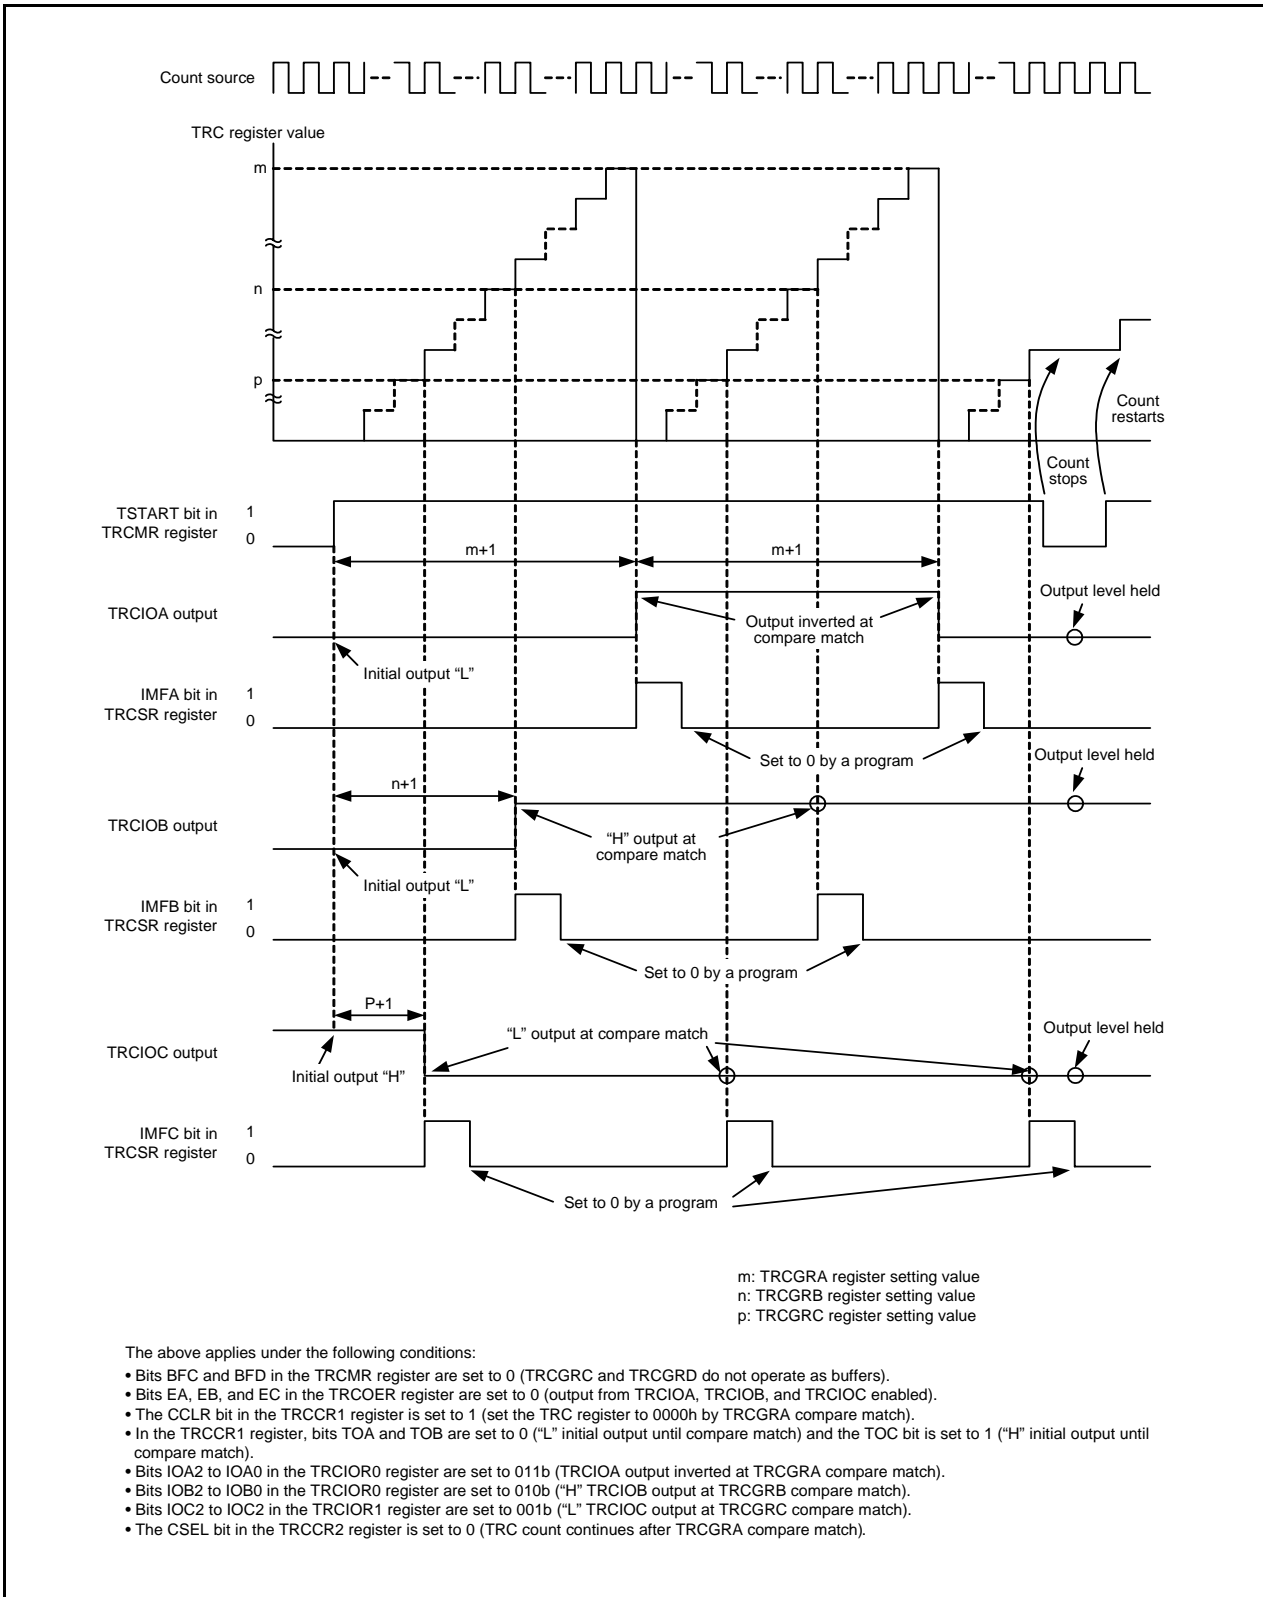 Count source
TRC register value
m
n
p
Count
restarts
Count
stops
TSTART bit in
TRCMR register
1
0
m+1
m+1
TRCIOA output
Output level held
Output inverted at
compare match
Initial output “L”
IMFA bit in
TRCSR register
1
0
Set to 0 by a program
Output level held
n+1
TRCIOB output
“H” output at
compare match
Initial output “L”
IMFB bit in
TRCSR register
1
0
Set to 0 by a program
P+1
TRCIOC output
“L” output at compare match
Output level held
Initial output “H”
IMFC bit in
TRCSR register
1
0
Set to 0 by a program
m: TRCGRA register setting value
n: TRCGRB register setting value
p: TRCGRC register setting value
The above applies under the following conditions:
• Bits BFC and BFD in the TRCMR register are set to 0 (TRCGRC and TRCGRD do not operate as buffers).
• Bits EA, EB, and EC in the TRCOER register are set to 0 (output from TRCIOA, TRCIOB, and TRCIOC enabled).
• The CCLR bit in the TRCCR1 register is set to 1 (set the TRC register to 0000h by TRCGRA compare match).
• In the TRCCR1 register, bits TOA and TOB are set to 0 (“L” initial output until compare match) and the TOC bit is set to 1 (“H” initial output until
compare match).
• Bits IOA2 to IOA0 in the TRCIOR0 register are set to 011b (TRCIOA output inverted at TRCGRA compare match).
• Bits IOB2 to IOB0 in the TRCIOR0 register are set to 010b (“H” TRCIOB output at TRCGRB compare match).
• Bits IOC2 to IOC2 in the TRCIOR1 register are set to 001b (“L” TRCIOC output at TRCGRC compare match).
• The CSEL bit in the TRCCR2 register is set to 0 (TRC count continues after TRCGRA compare match).